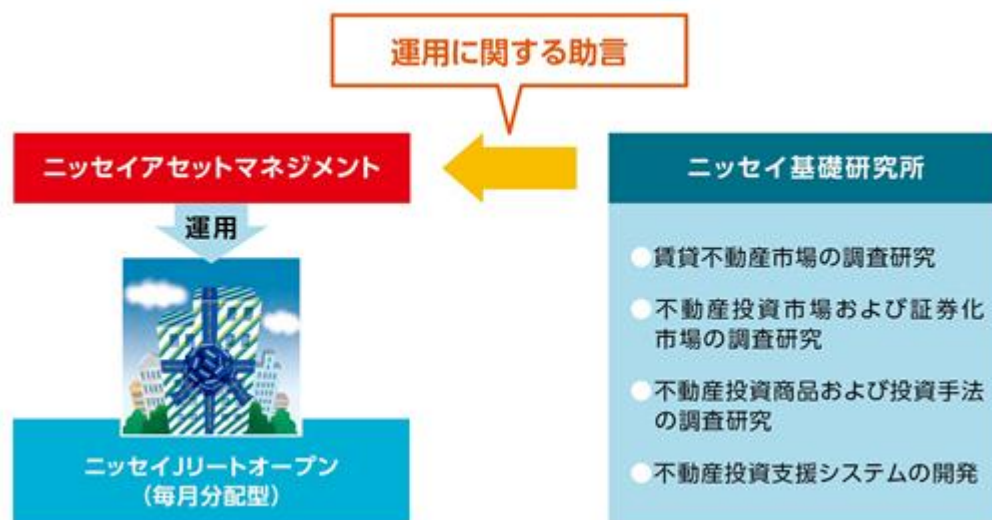 運用に関する助言
ニッセイアセットマネジメント
運用
ニッセイJリートオープン
（毎月分配型）
ニッセイ基礎研究所
●賃貸不動産市場の調査研究
●不動産投資市場および証券化
市場の調査研究
●不動産投資商品および投資手法
の調査研究
●不動産投資支援システムの開発